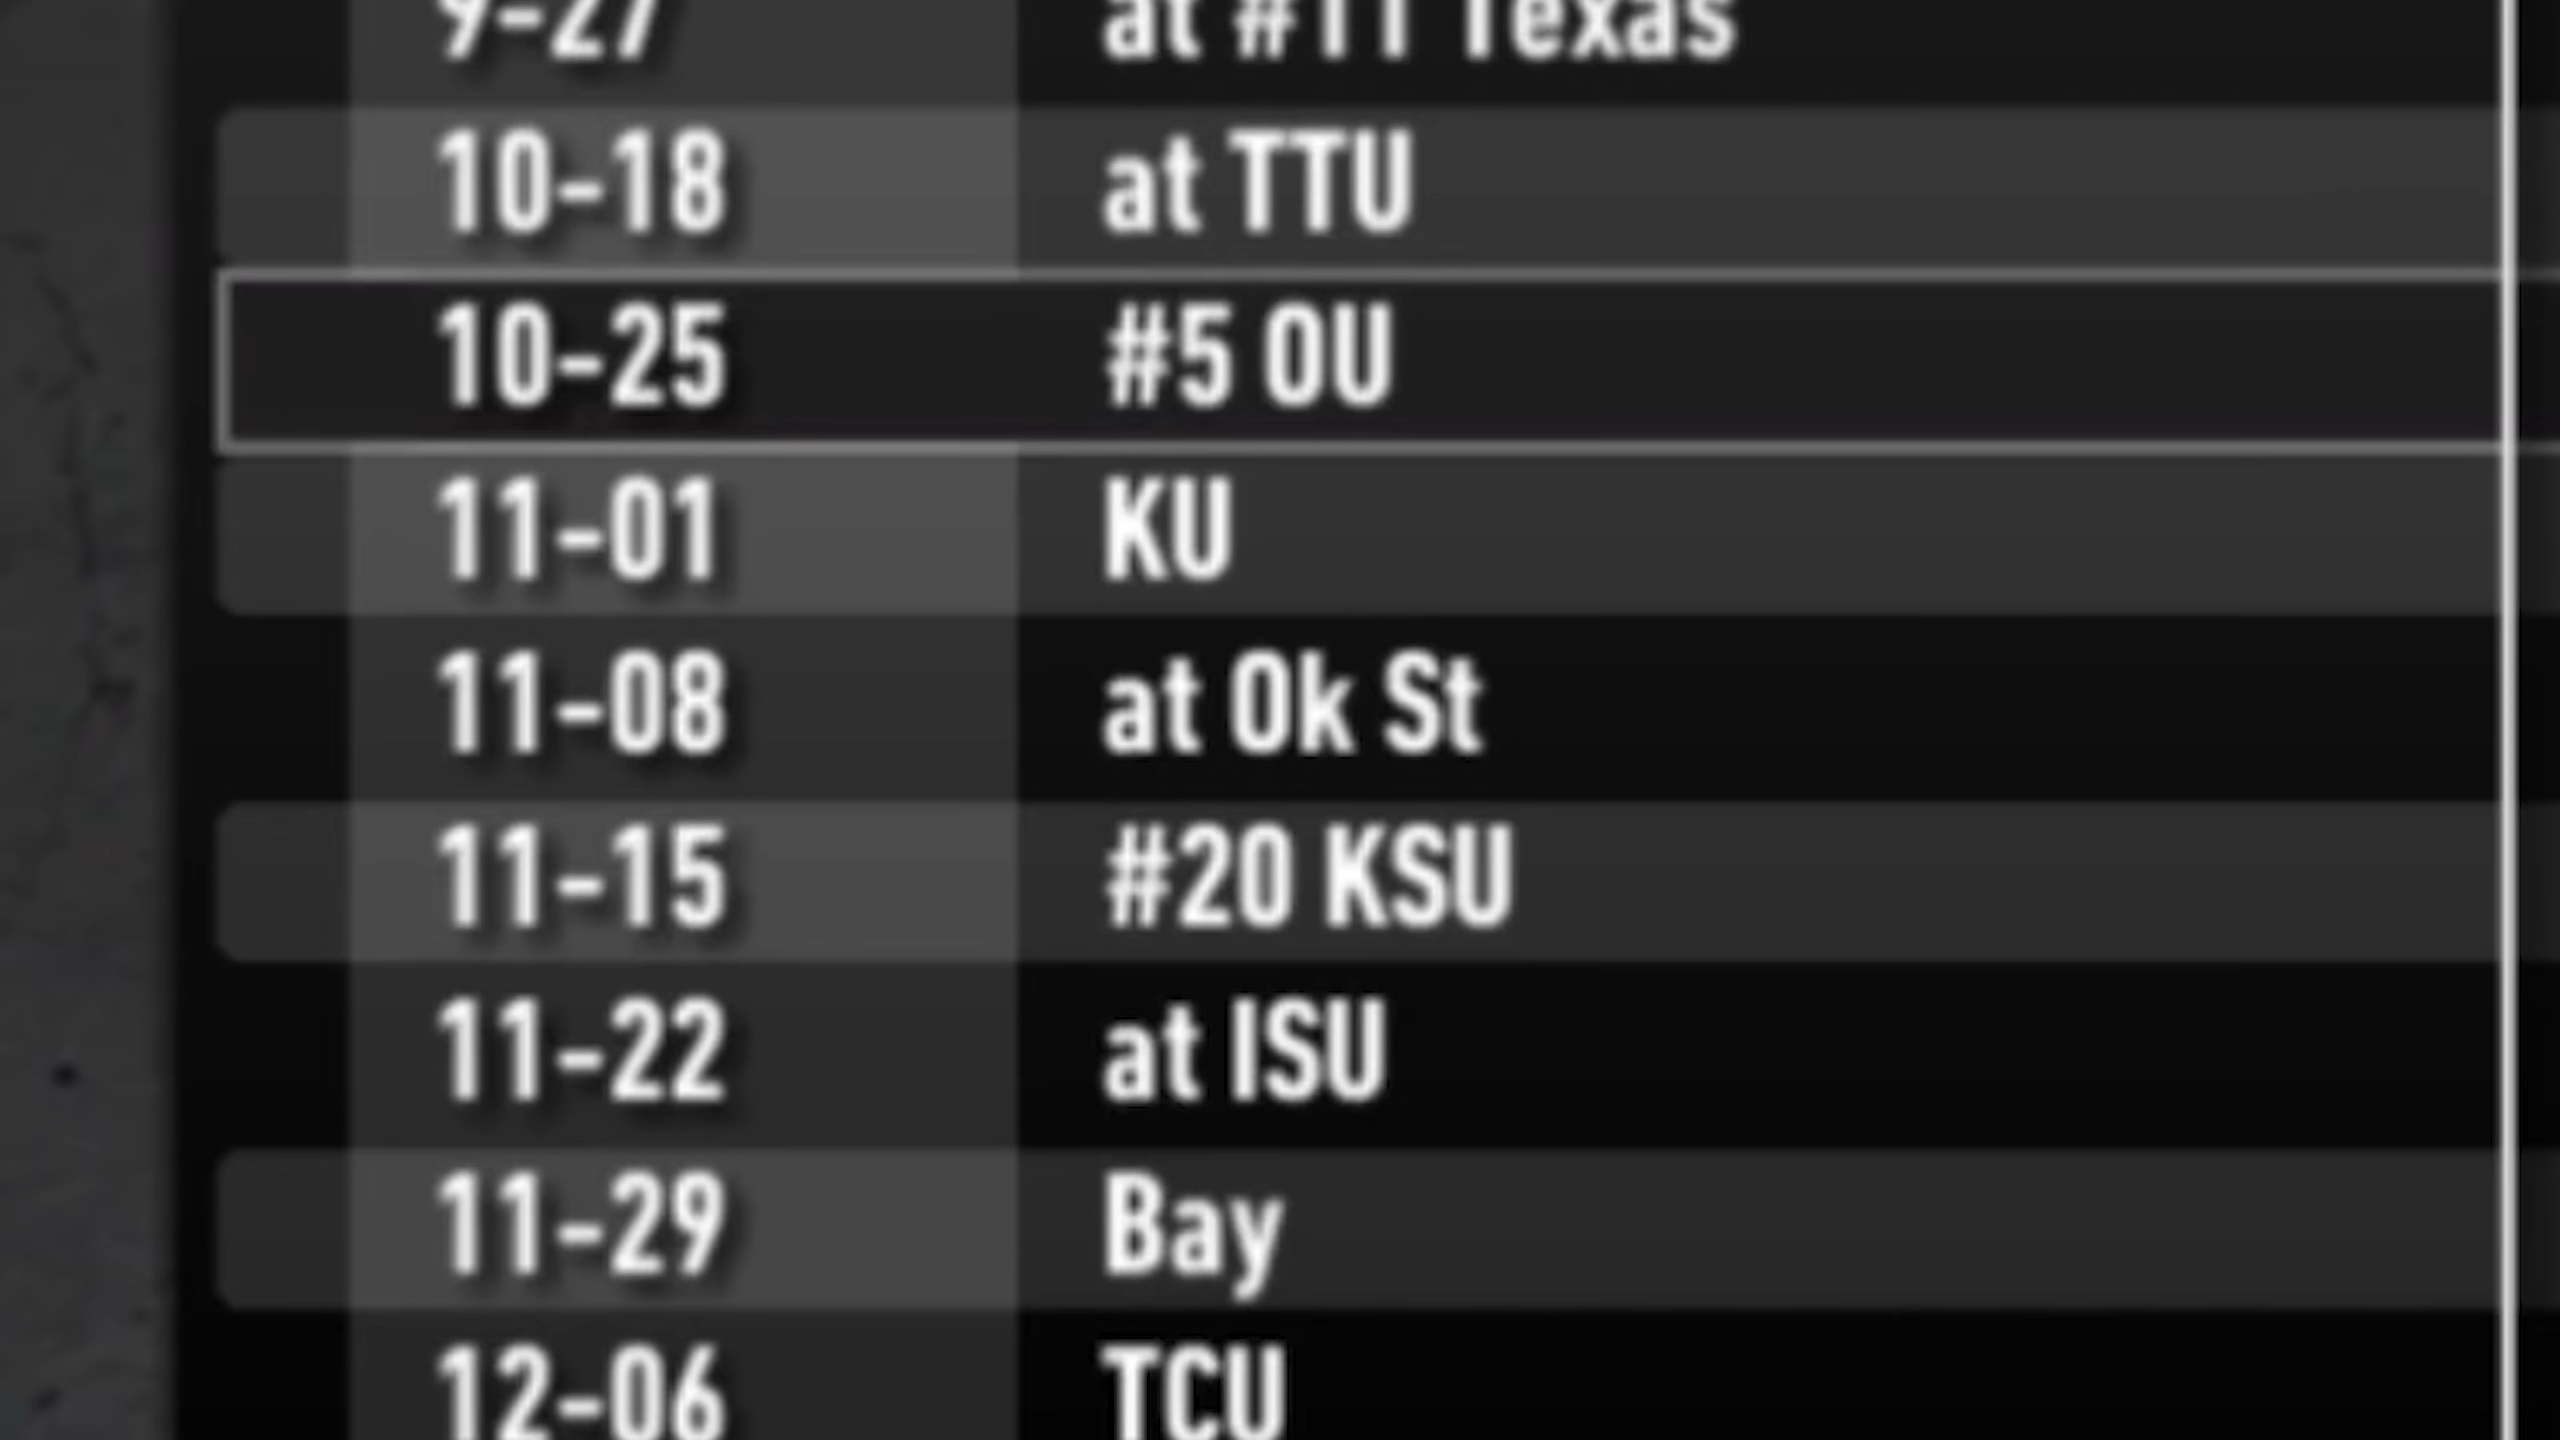 9-27 at #11 Texas
10-18 at TTU
10-25 #5 OU
11-01 KU
11-08 at Ok St
11-15 #20 KSU
11-22 at ISU
11-29 Bay
12-06 TCU